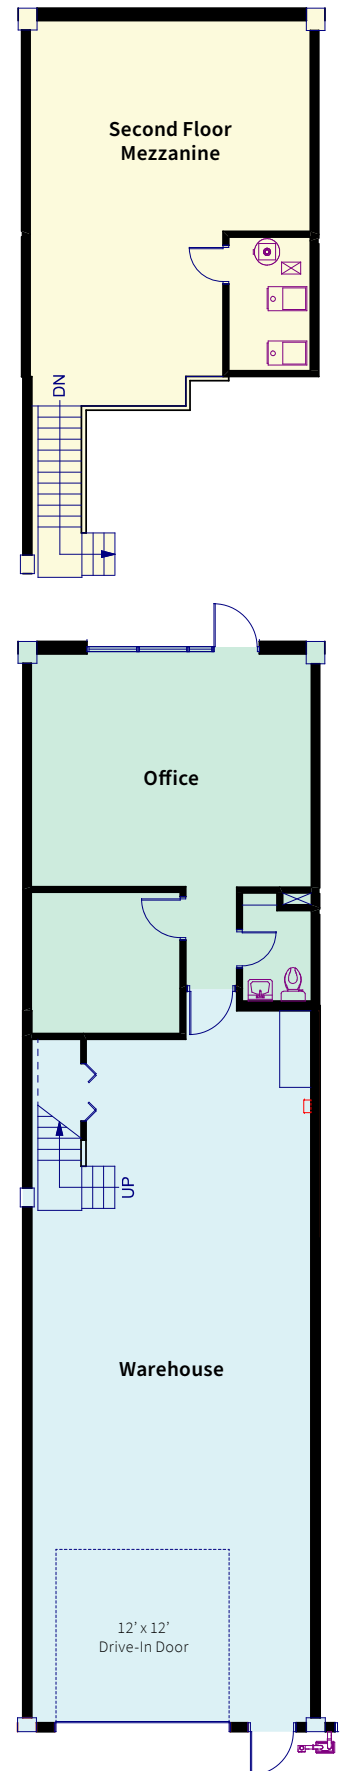 Second Floor
Mezzanine
DN
Office
UP
Warehouse
12’ x 12’
Drive-In Door